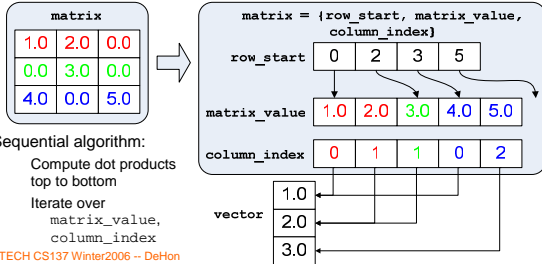 matrix
1.0 2.0 0.0
0.0 3.0 0.0
4.0 0.0 5.0
matrix = {row_start, matrix_value,
column_index}
row_start 0 2 3 5
matrix_value 1.0 2.0 3.0 4.0 5.0
column_index 0 1 1 0 2
vector
1.0
2.0
3.0
Sequential algorithm:
Compute dot products
top to bottom
Iterate over
matrix_value,
column_index
TECH CS137 Winter2006 -- DeHon